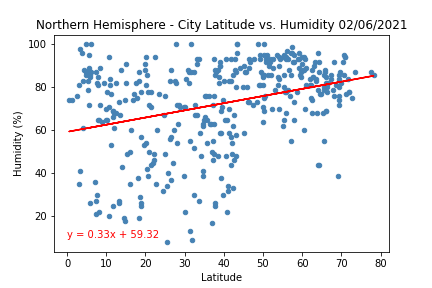 Northern Hemisphere - City Latitude vs. Humidity 02/06/2021
100
80
60
40
20
Humidity (%)
y = 0.33x + 59.32
0 10 20 30 40 50 60 70 80
Latitude